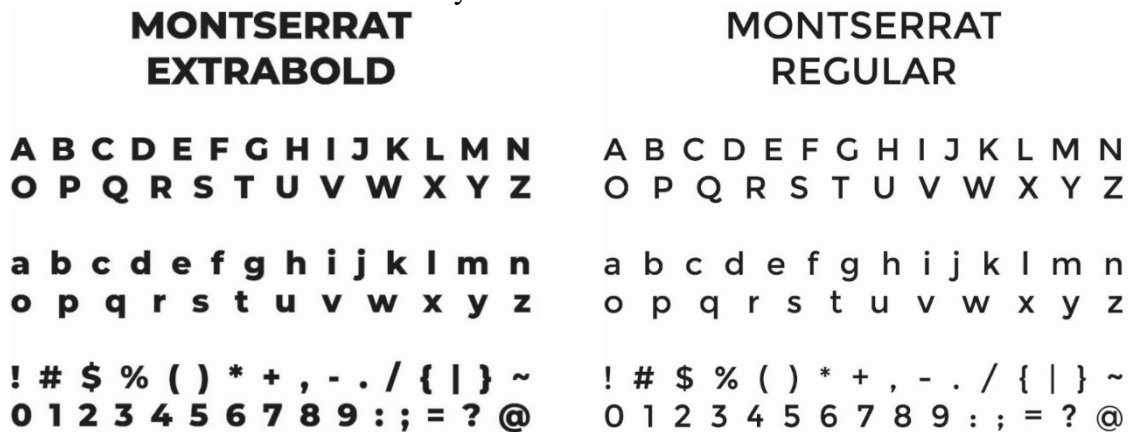 MONTSERRAT
EXTRABOLD
A B C D E F G H I J K L M N
O P Q R S T U V W X Y Z
a b c d e f g h i j k l m n
o p q r s t u v w x y z
! # $ % ( ) * + , - . / { | } ~
0 1 2 3 4 5 6 7 8 9 : ; = ? @
MONTSERRAT
REGULAR
A B C D E F G H I J K L M N
O P Q R S T U V W X Y Z
a b c d e f g h i j k l m n
o p q r s t u v w x y z
! # $ % ( ) * + , - . / { | } ~
0 1 2 3 4 5 6 7 8 9 : ; = ? @